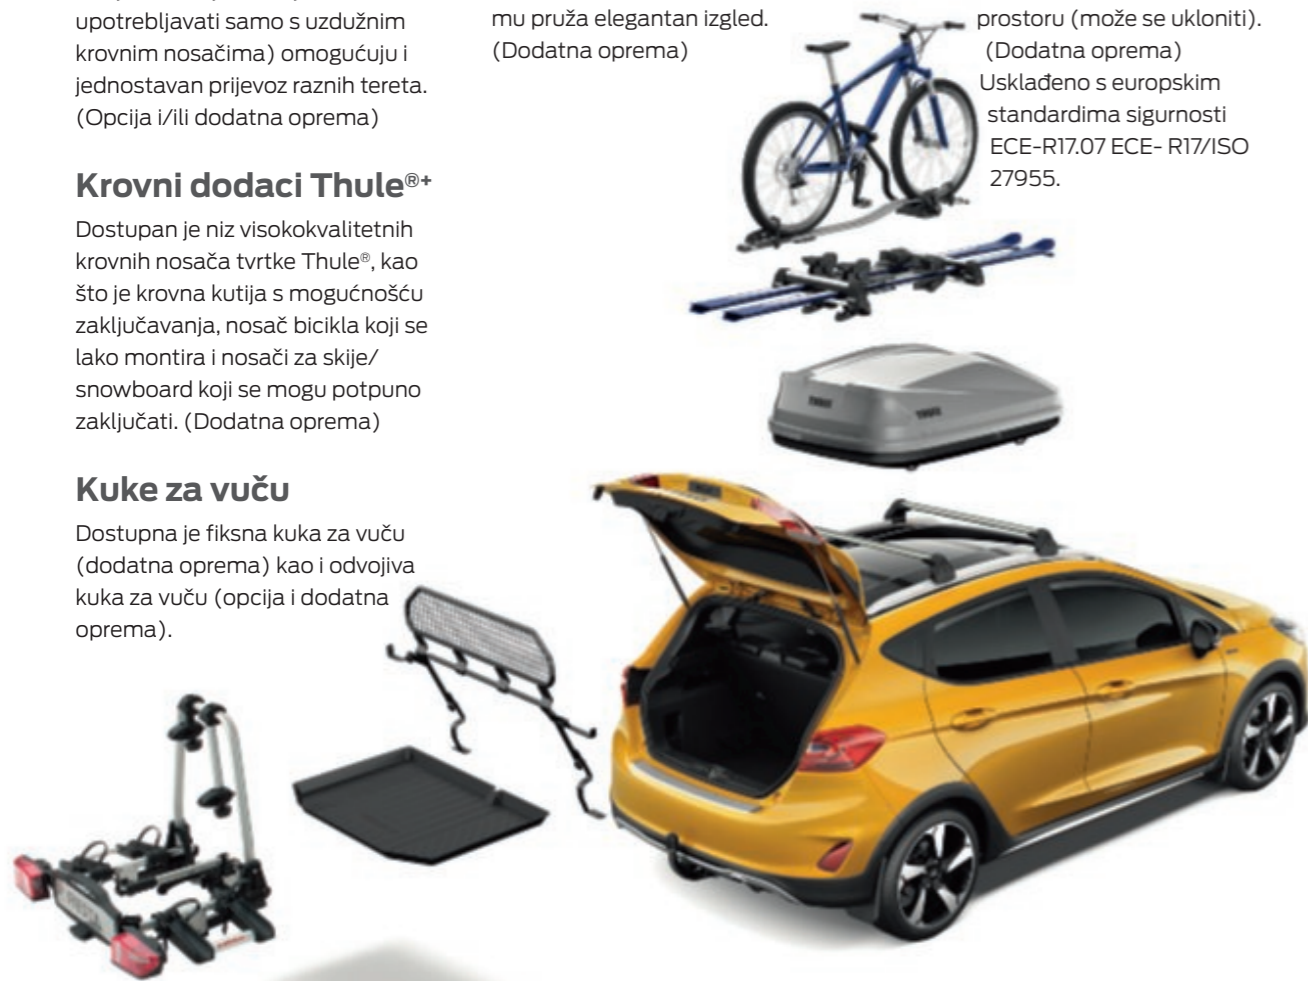 upotrebljavati samo s uzdužnim
krovnim nosačima) omogućuju i
jednostavan prijevoz raznih tereta.
(Opcija i/ili dodatna oprema)
Krovni dodaci Thule®+
Dostupan je niz visokokvalitetnih
krovnih nosača tvrtke Thule®, kao
što je krovna kutija s mogućnošću
zaključavanja, nosač bicikla koji se
lako montira i nosači za skije/
snowboard koji se mogu potpuno
zaključati. (Dodatna oprema)
Kuke za vuču
Dostupna je fiksna kuka za vuču
(dodatna oprema) kao i odvojiva
kuka za vuču (opcija i dodatna
oprema).
mu pruža elegantan izgled.
(Dodatna oprema)
prostoru (može se ukloniti).
(Dodatna oprema)
Usklađeno s europskim
standardima sigurnosti
ECE-R17.07 ECE- R17/ISO
27955.
THULE
THULE
FIESTA